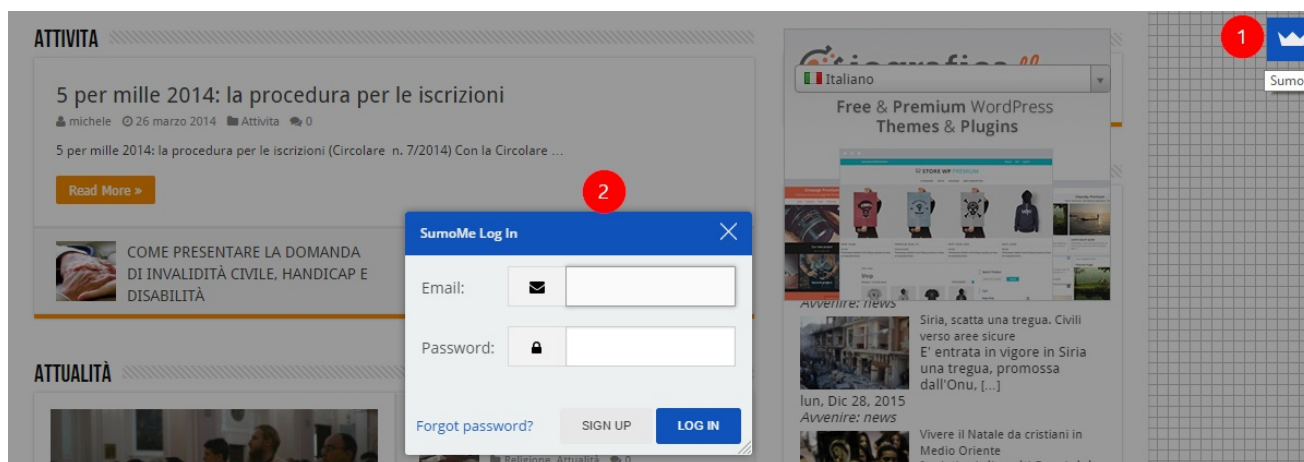 ATTIVITA
5 per mille 2014: la procedura per le iscrizioni
michele 26 marzo 2014 Attivita 0
5 per mille 2014: la procedura per le iscrizioni (Circolare n. 7/2014) Con la Circolare ...
Read More »
COME PRESENTARE LA DOMANDA
DI INVALIDITÀ CIVILE, HANDICAP E
DISABILITÀ
ATTUALITÀ
Religione, Attualità 0
2
SumoMe Log In
Email:
Password:
Forgot password?
SIGN UP
LOG IN
Italiano
Free & Premium WordPress
Themes & Plugins
STORE WP PREMIUM
Shop
Avvenire: news
Siria, scatta una tregua. Civili
verso aree sicure
E' entrata in vigore in Siria
una tregua, promossa
dall'Onu, [...]
lun, Dic 28, 2015
Avvenire: news
Vivere il Natale da cristiani in
Medio Oriente
1
Sumo